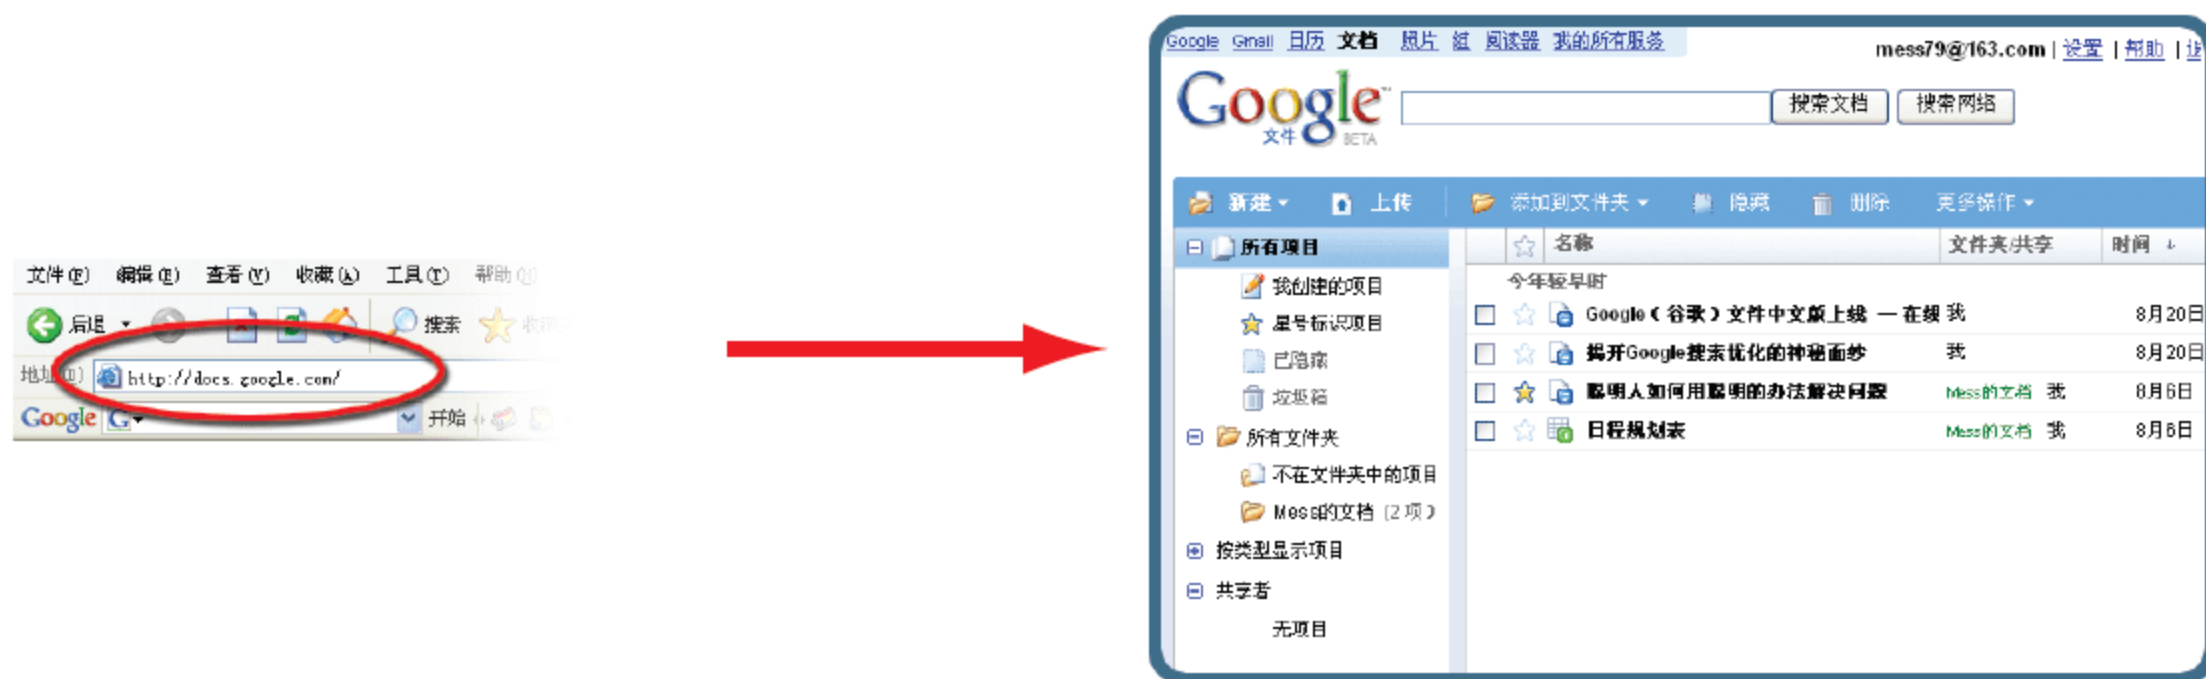 文件(F) 编辑(E) 查看(V) 收藏(A) 工具(T) 帮助(H)
后退 搜索
地址(D) http://docs.google.com/
Google G 开始
Google Gmail 日历 文档 照片 组 阅读器 我的所有服务
mess79@163.com | 设置 | 帮助 |
Google™ 搜索文档 搜索网络
文件 BETA
新建 上传 添加到文件夹 隐藏 删除 更多操作
所有项目
我创建的项目
星号标识项目
已隐藏
垃圾箱
所有文件夹
不在文件夹中的项目
Mess的文档 (2 项)
按类型显示项目
共享者
无项目
名称 文件夹/共享 时间
今年较早时
Google(谷歌)文件中文版上线 — 在线 我 8月20日
揭开Google搜索优化的神秘面纱 我 8月20日
聪明人如何用聪明的办法解决问题 Mess的文档 我 8月6日
日程规划表 Mess的文档 我 8月6日